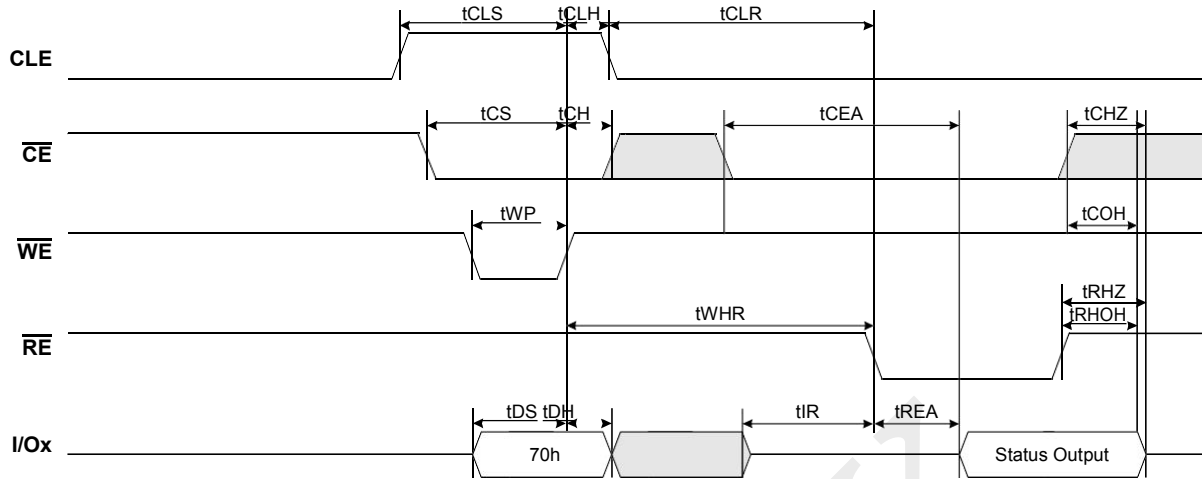 tCLS tCLH tCLR
CLE
tCS tCH tCEA tCHZ
CE
tWP tCOH
WE
tRHZ
tWHR tRHOH
RE
tDS tDH tIR tREA
I/Ox 70h Status Output